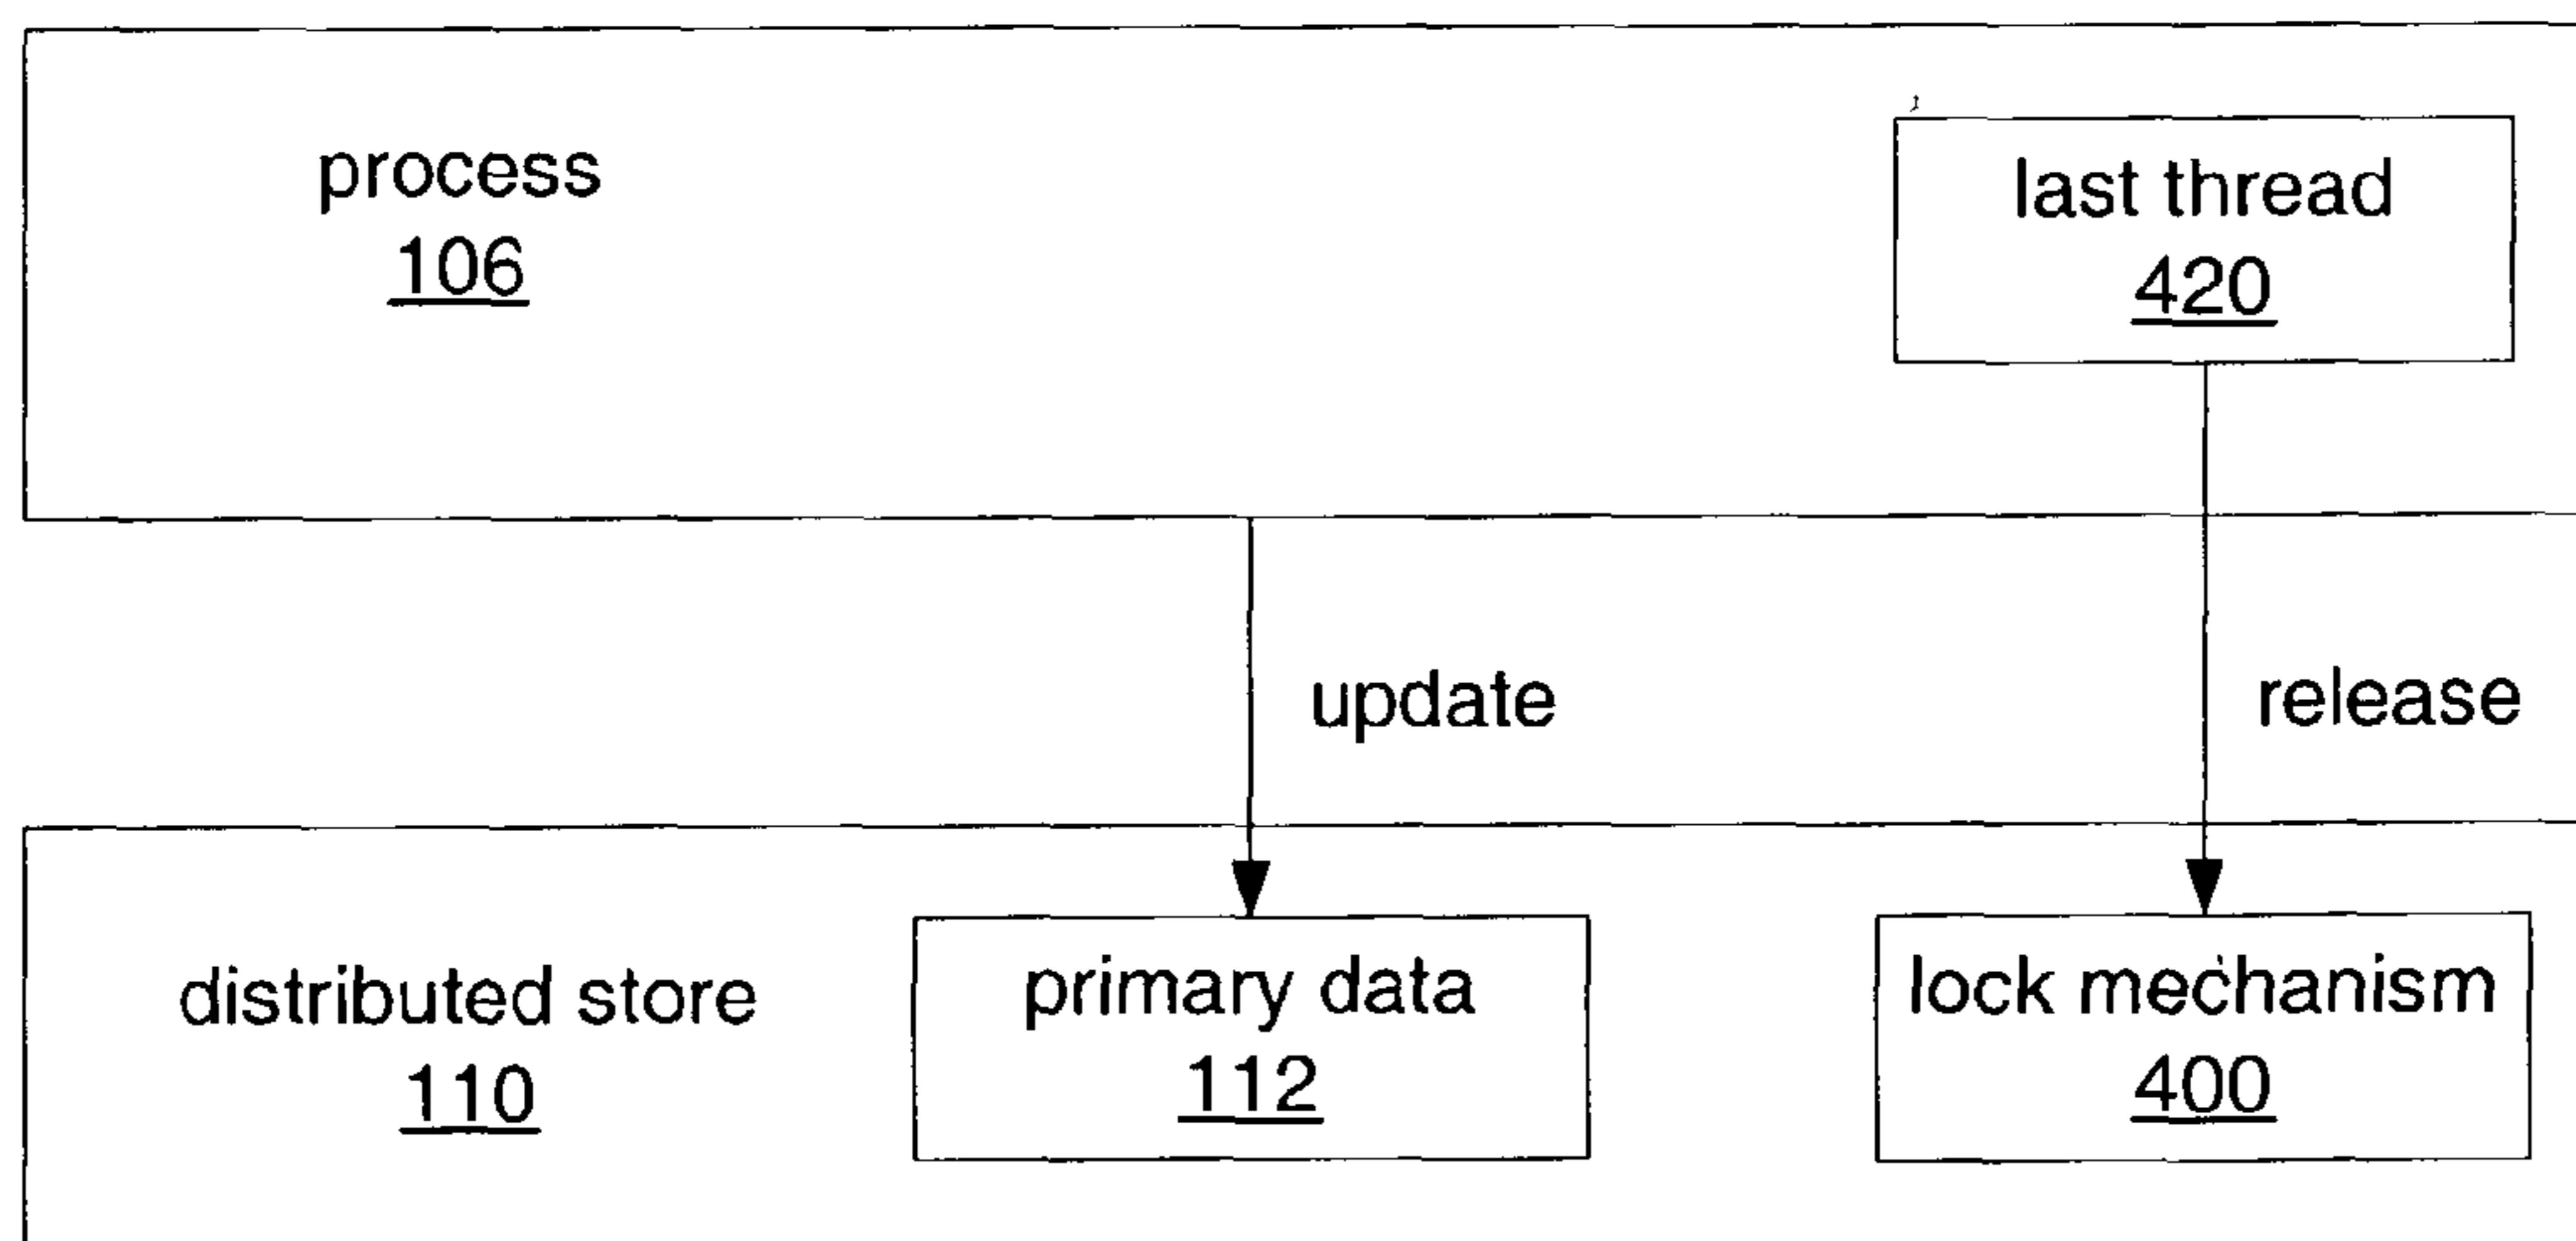 process
106
last thread
420
update
release
distributed store
110
primary data
112
lock mechanism
400